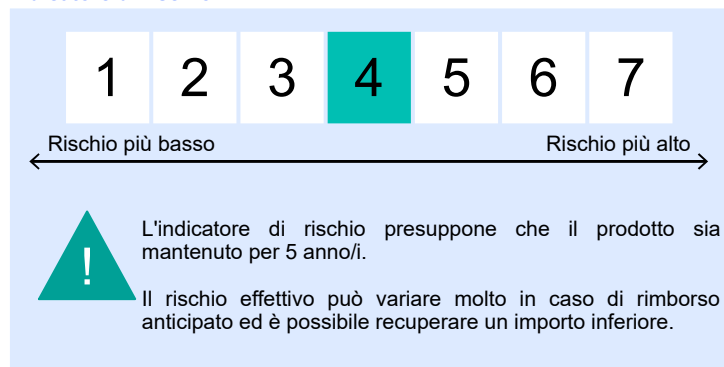 1 2 3 4 5 6 7
Rischio più basso Rischio più alto
!
L'indicatore di rischio presuppone che il prodotto sia
mantenuto per 5 anno/i.
Il rischio effettivo può variare molto in caso di rimborso
anticipato ed è possibile recuperare un importo inferiore.